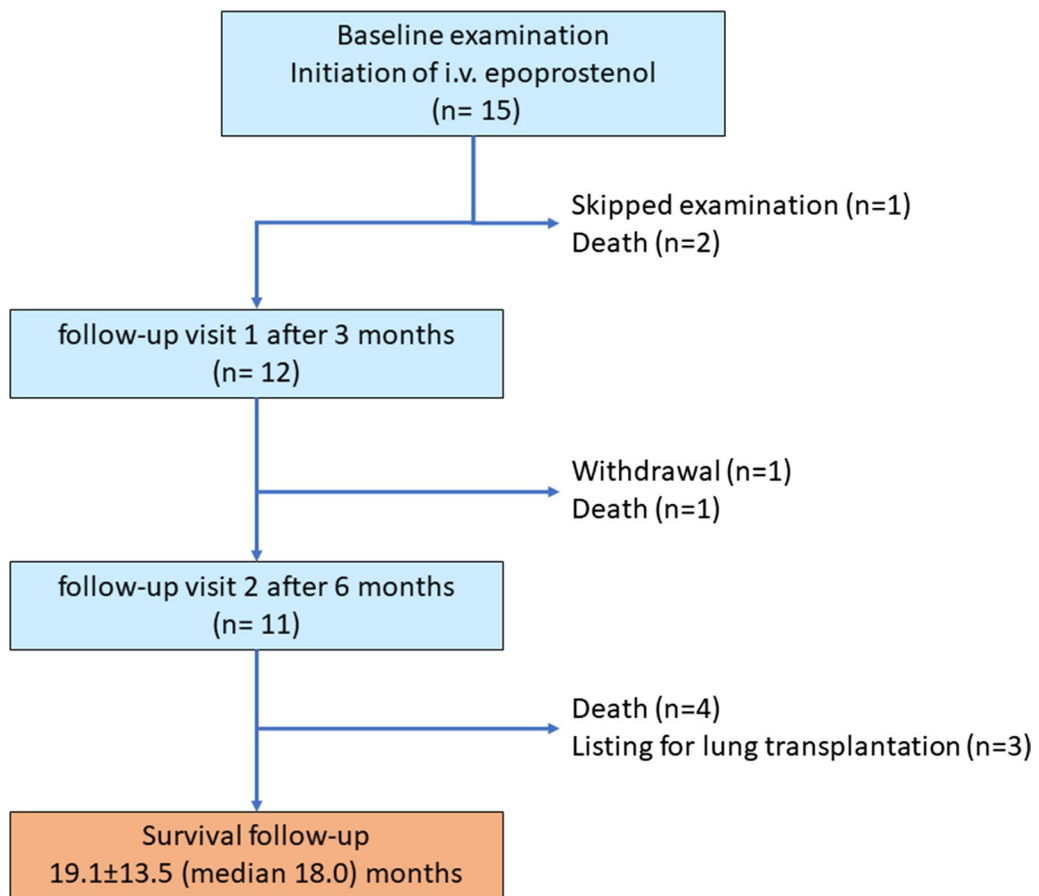 Baseline examination
Initiation of i.v. epoprostenol
(n= 15)
Skipped examination (n=1)
Death (n=2)
follow-up visit 1 after 3 months
(n= 12)
Withdrawal (n=1)
Death (n=1)
follow-up visit 2 after 6 months
(n= 11)
Death (n=4)
Listing for lung transplantation (n=3)
Survival follow-up
19.1±13.5 (median 18.0) months